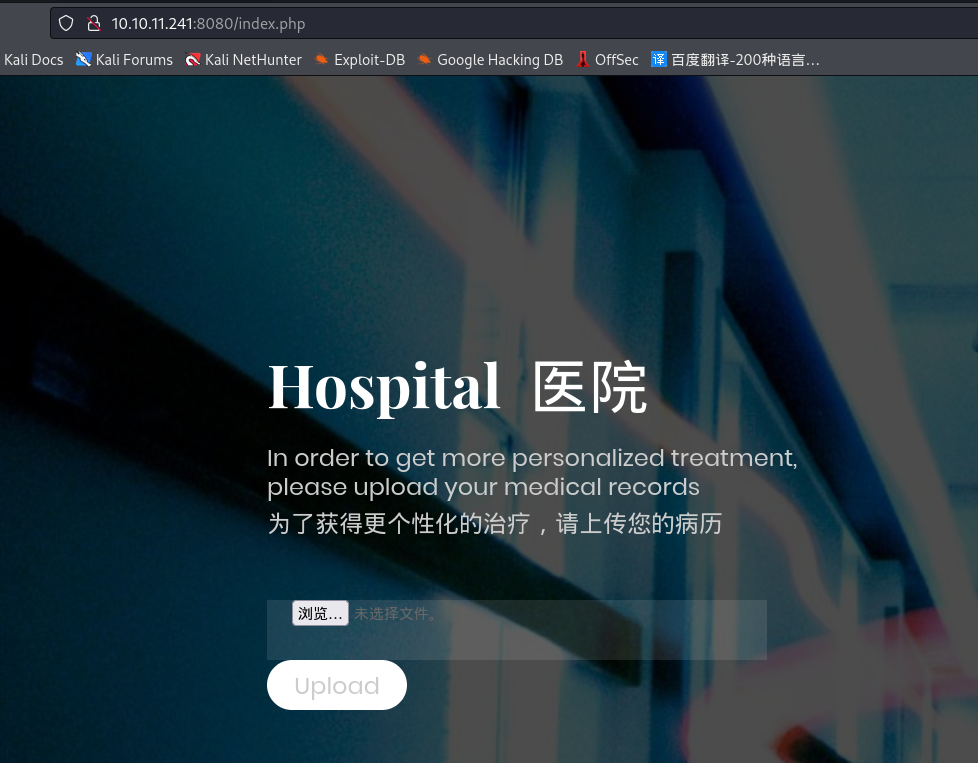 10.10.11.241:8080/index.php
Kali Docs Kali Forums Kali NetHunter Exploit-DB Google Hacking DB OffSec 译 百度翻译-200种语言…
Hospital 医院
In order to get more personalized treatment,
please upload your medical records
为了获得更个性化的治疗，请上传您的病历
浏览… 未选择文件。
Upload